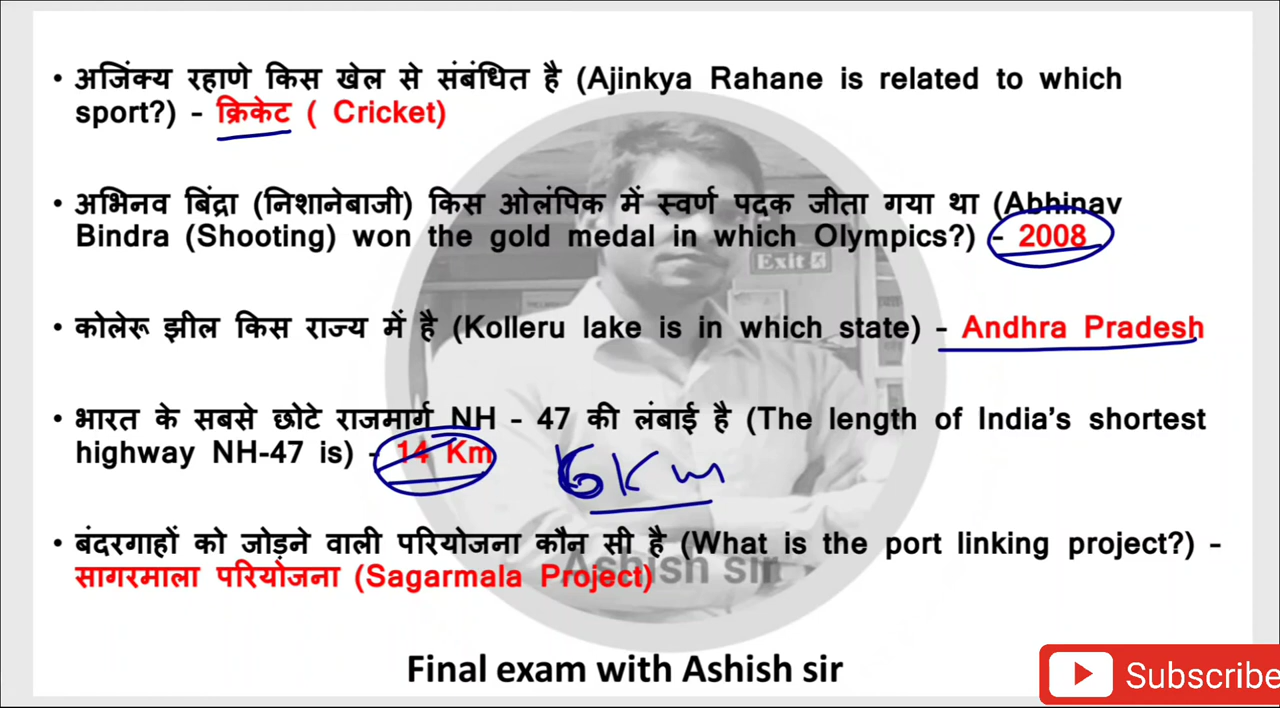 • अजिंक्य रहाणे किस खेल से संबंधित है (Ajinkya Rahane is related to which
sport?) - क्रिकेट ( Cricket)
• अभिनव बिंद्रा (निशानेबाजी) किस ओलंपिक में स्वर्ण पदक जीता गया था (Abhinav
Bindra (Shooting) won the gold medal in which Olympics?) - 2008
Exit
• कोलेरू झील किस राज्य में है (Kolleru lake is in which state) - Andhra Pradesh
• भारत के सबसे छोटे राजमार्ग NH - 47 की लंबाई है (The length of India's shortest
highway NH-47 is) - 14 Km
6 Km
• बंदरगाहों को जोड़ने वाली परियोजना कौन सी है (What is the port linking project?) -
सागरमाला परियोजना (Sagarmala Project)
Ashish sir
Final exam with Ashish sir
Subscribe